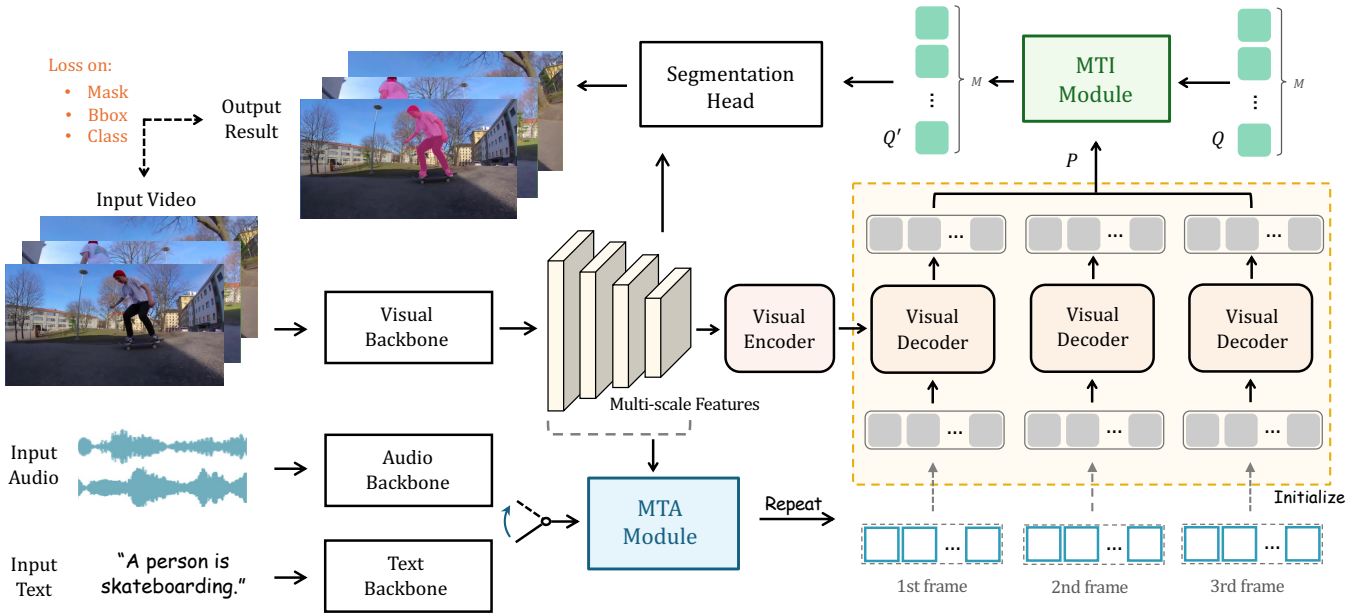 Loss on:
• Mask
• Bbox
• Class
Output
Result
Input Video
Segmentation
Head
Q′
M
MTI
Module
Q
M
P
Visual
Backbone
Multi-scale Features
Visual
Encoder
Visual
Decoder
Visual
Decoder
Visual
Decoder
...
...
...
...
...
...
Input
Audio
Audio
Backbone
Input
Text
“A person is
skateboarding.”
Text
Backbone
MTA
Module
Repeat
Initialize
...
...
...
1st frame
2nd frame
3rd frame